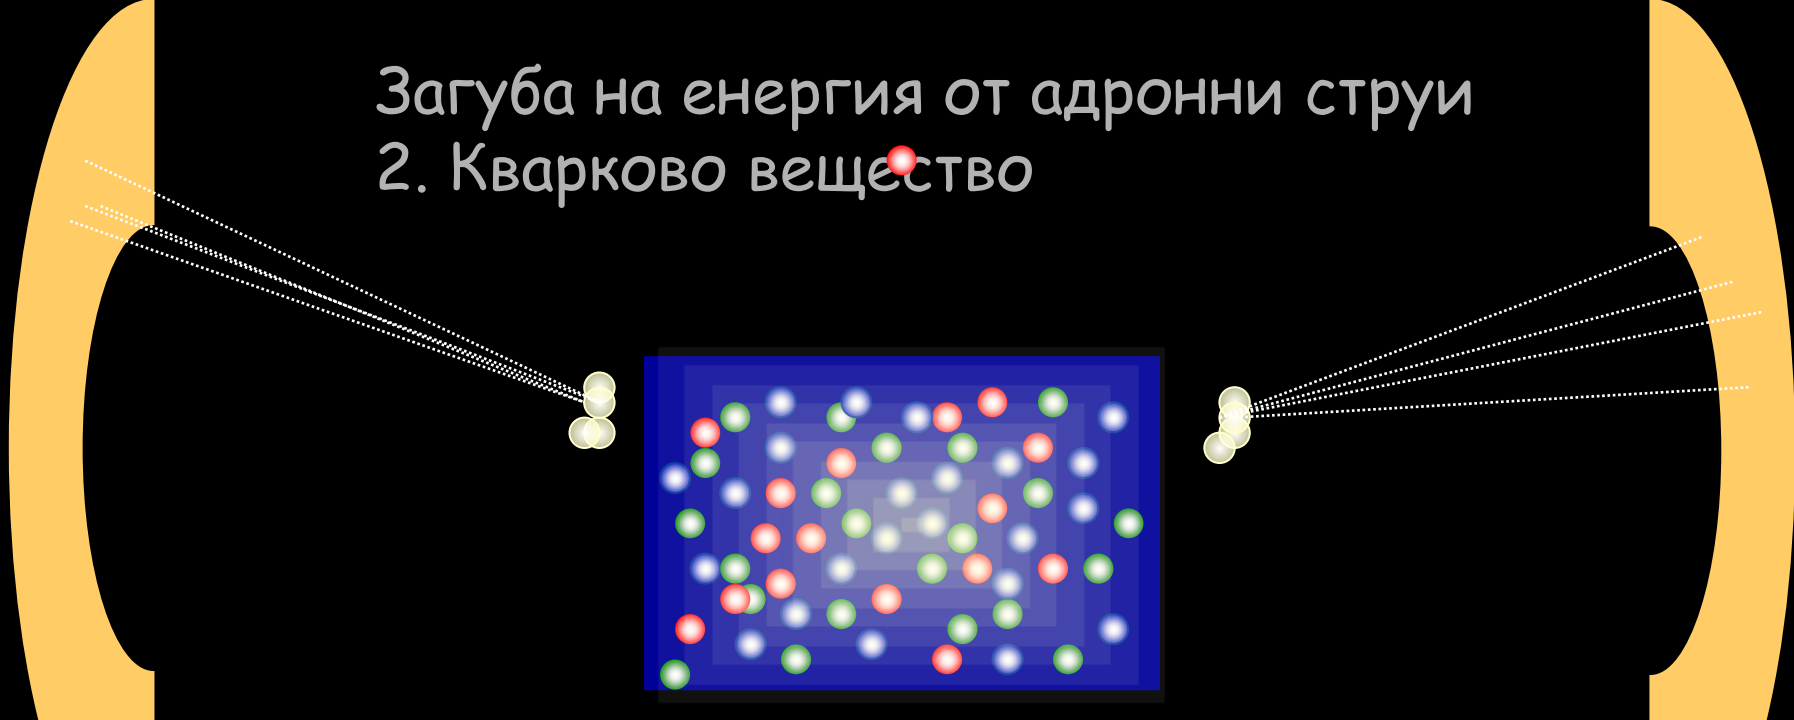 Загуба на енергия от адронни струи
2. Кварково вещество